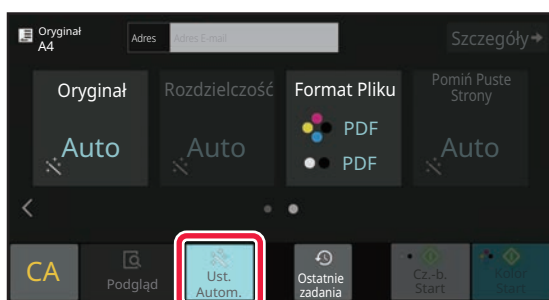 Oryginał
A4
Adres
Adres E-mail
Szczegóły
Oryginał
Auto
Rozdzielczość
Auto
Format Pliku
PDF
PDF
Pomiń Puste
Strony
Auto
CA
Podgląd
Ust.
Autom.
Ostatnie
zadania
Cz.-b.
Start
Kolor
Start